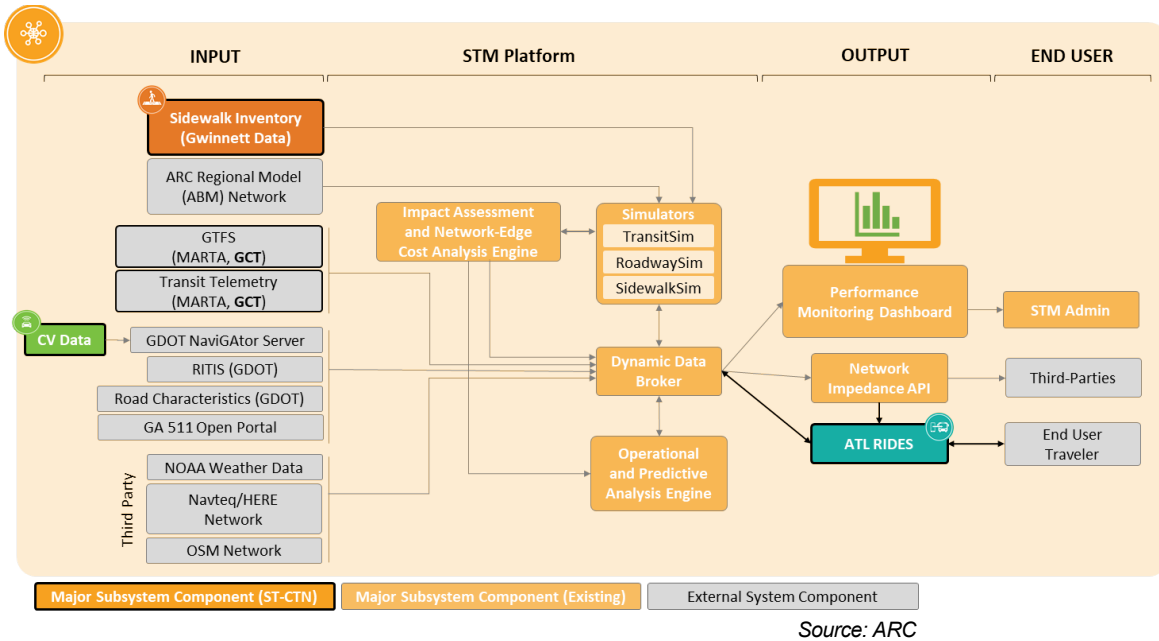 INPUT
STM Platform
OUTPUT
END USER
Sidewalk Inventory
(Gwinnett Data)
ARC Regional Model
(ABM) Network
GTFS
(MARTA, GCT)
Transit Telemetry
(MARTA, GCT)
CV Data
GDOT NaviGAtor Server
RITIS (GDOT)
Road Characteristics (GDOT)
GA 511 Open Portal
Third Party
NOAA Weather Data
Navteq/HERE
Network
OSM Network
Impact Assessment
and Network-Edge
Cost Analysis Engine
Simulators
TransitSim
RoadwaySim
SidewalkSim
Dynamic Data
Broker
Operational
and Predictive
Analysis Engine
Performance
Monitoring Dashboard
Network
Impedance API
ATL RIDES
STM Admin
Third-Parties
End User
Traveler
Major Subsystem Component (ST-CTN)
Major Subsystem Component (Existing)
External System Component
Source: ARC